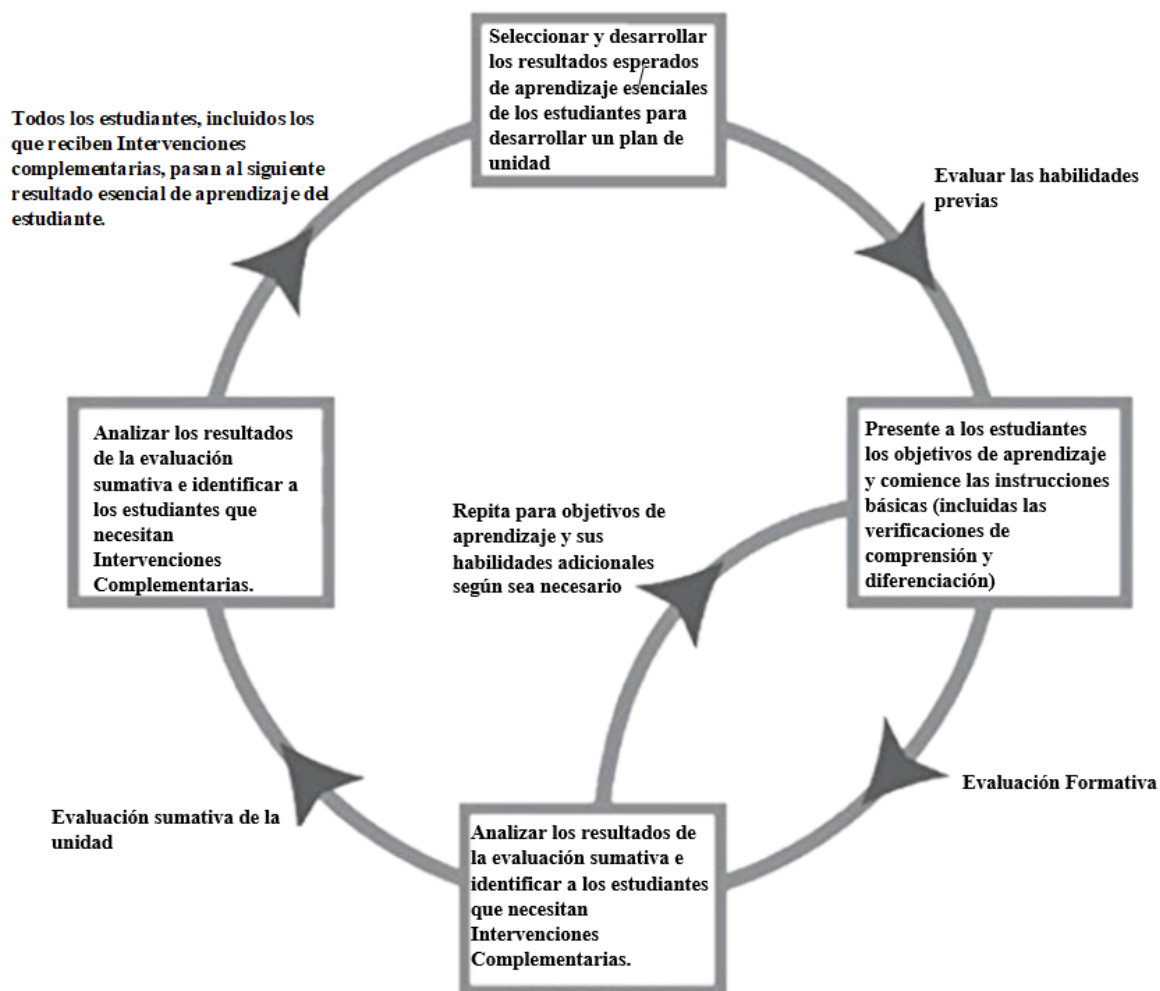 Seleccionar y desarrollar
los resultados esperados
de aprendizaje esenciales
de los estudiantes para
desarrollar un plan de
unidad
Todos los estudiantes, incluidos los
que reciben Intervenciones
complementarias, pasan al siguiente
resultado esencial de aprendizaje del
estudiante.
Evaluar las habilidades
previas
Analizar los resultados
de la evaluación
sumativa e identificar a
los estudiantes que
necesitan
Intervenciones
Complementarias.
Presente a los estudiantes
los objetivos de aprendizaje
y comience las instrucciones
básicas (incluidas las
verificaciones de
comprensión y
diferenciación)
Repita para objetivos de
aprendizaje y sus
habilidades adicionales
según sea necesario
Evaluación Formativa
Evaluación sumativa de la
unidad
Analizar los resultados de
la evaluación sumativa e
identificar a los estudiantes
que necesitan
Intervenciones
Complementarias.